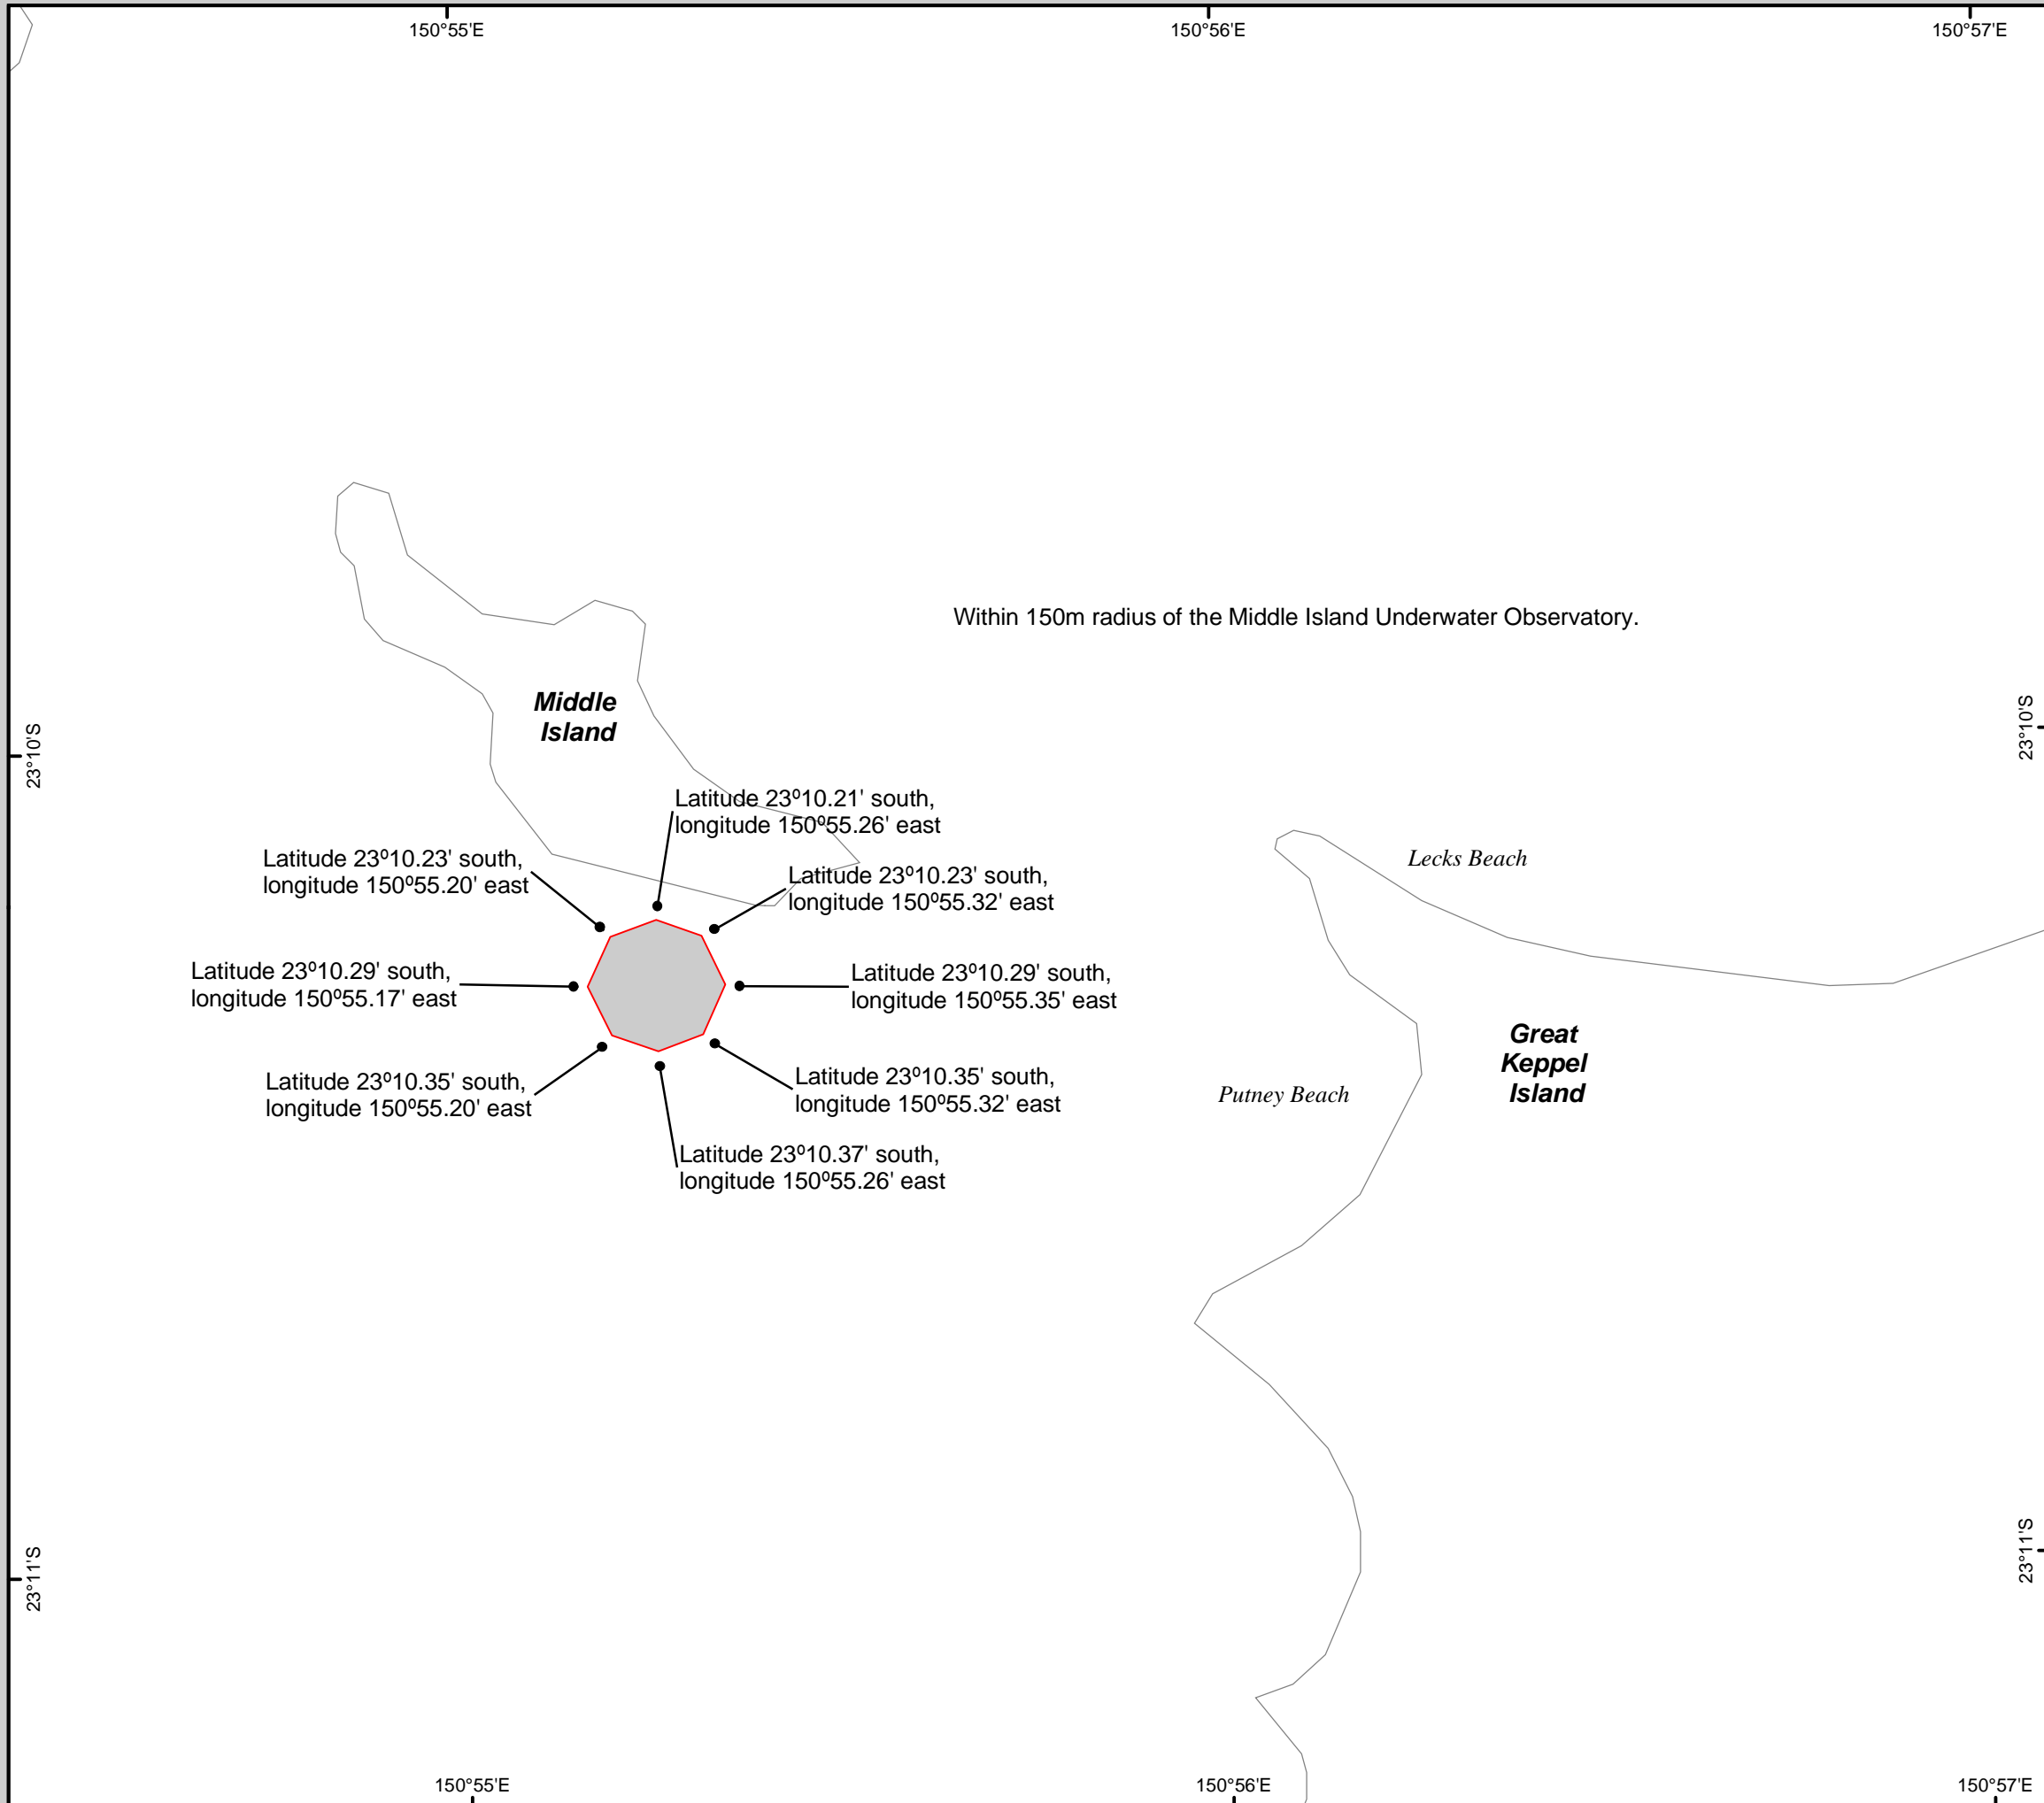 150°55'E
150°56'E
150°57'E
Within 150m radius of the Middle Island Underwater Observatory.
Middle
Island
23°10'S
23°10'S
Latitude 23º10.21' south,
longitude 150º55.26' east
Latitude 23º10.23' south,
longitude 150º55.20' east
Latitude 23º10.23' south,
longitude 150º55.32' east
Lecks Beach
Latitude 23º10.29' south,
longitude 150º55.17' east
Latitude 23º10.29' south,
longitude 150º55.35' east
Great
Keppel
Island
Putney Beach
Latitude 23º10.35' south,
longitude 150º55.20' east
Latitude 23º10.35' south,
longitude 150º55.32' east
Latitude 23º10.37' south,
longitude 150º55.26' east
23°11'S
23°11'S
150°55'E
150°56'E
150°57'E